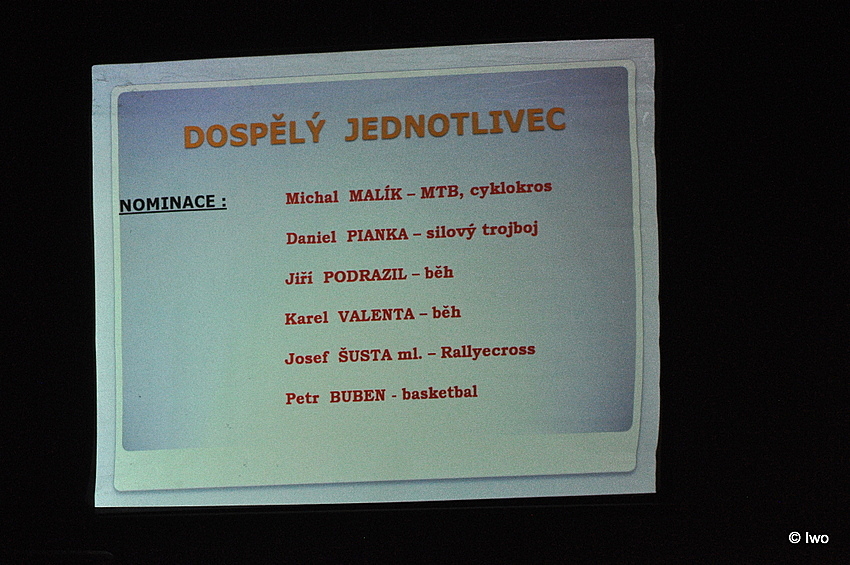 DOSPĚLÝ JEDNOTLIVEC
NOMINACE : Michal MALÍK – MTB, cyklokros
Daniel PIANKA – silový trojboj
Jiří PODRAZIL – běh
Karel VALENTA – běh
Josef ŠUSTA ml. – Rallyecross
Petr BUBEN - basketbal
© Iwo